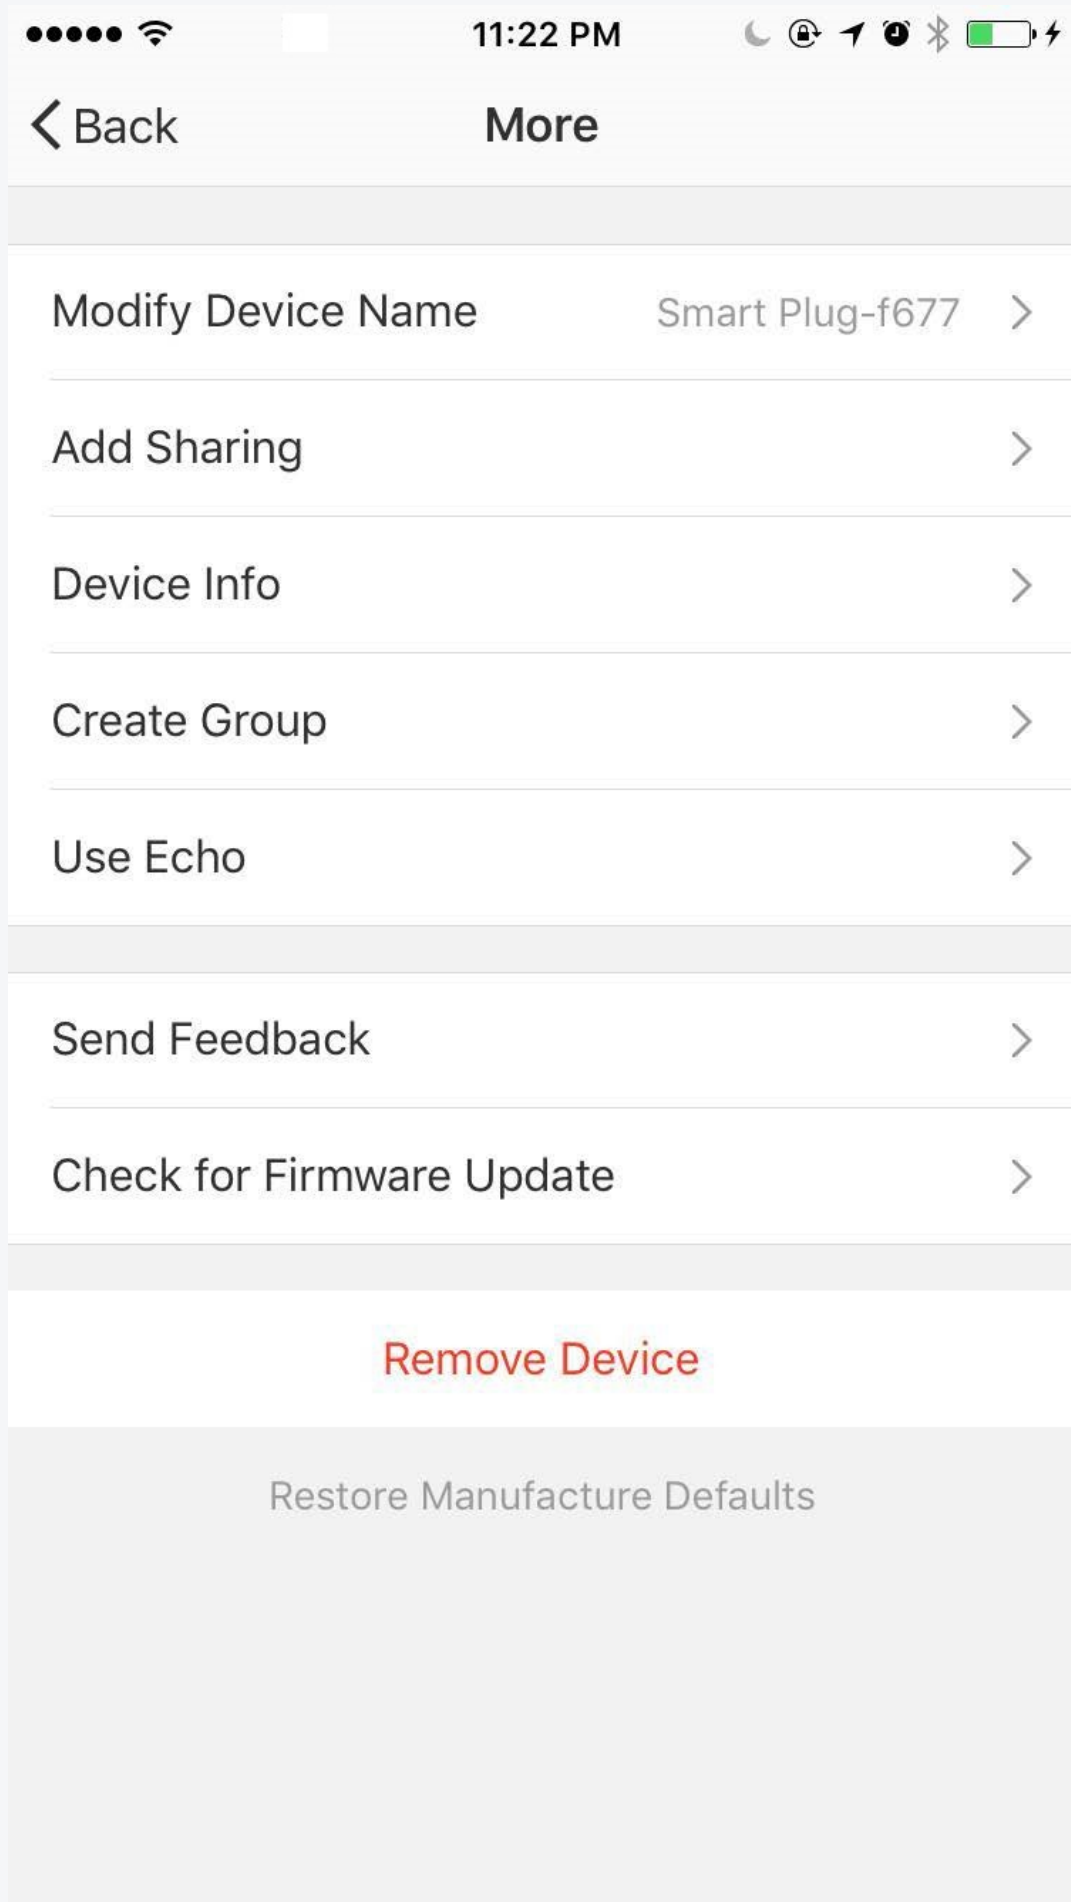 11:22 PM
Back
More
Modify Device Name Smart Plug-f677
Add Sharing
Device Info
Create Group
Use Echo
Send Feedback
Check for Firmware Update
Remove Device
Restore Manufacture Defaults